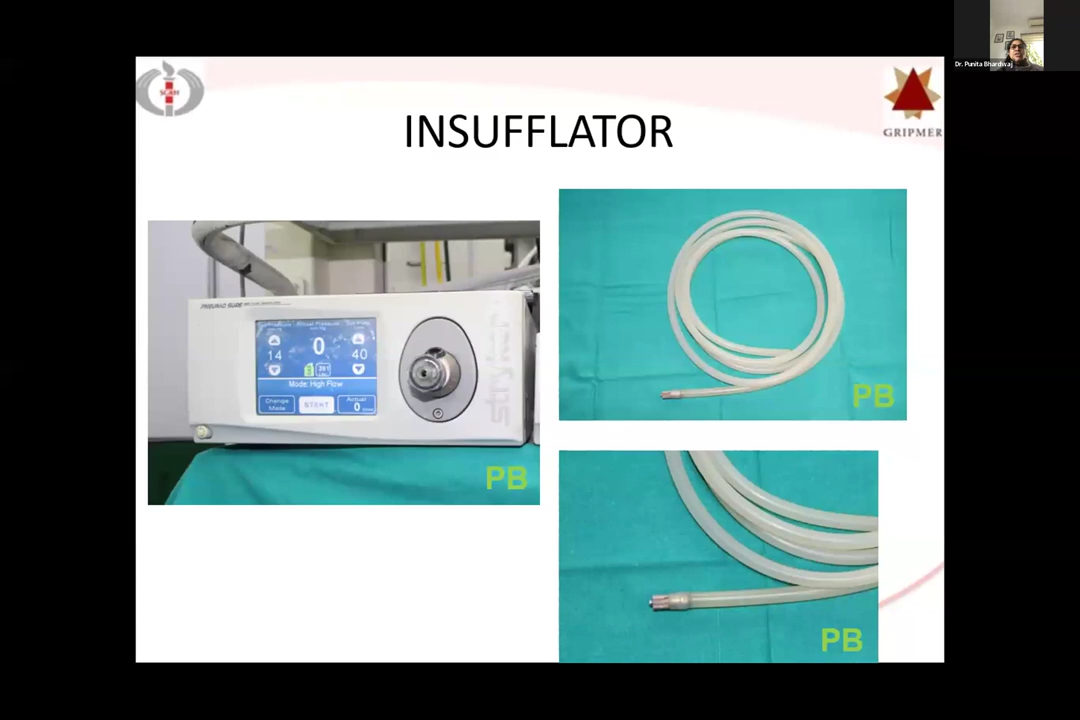 Dr. Punita Bhardwaj
SCAH
GRIPMER
INSUFFLATOR
PNEUMO SURE
14
0
40
Mode: High Flow
Change
Mode
START
Actual
0
stryker
PB
PB
PB